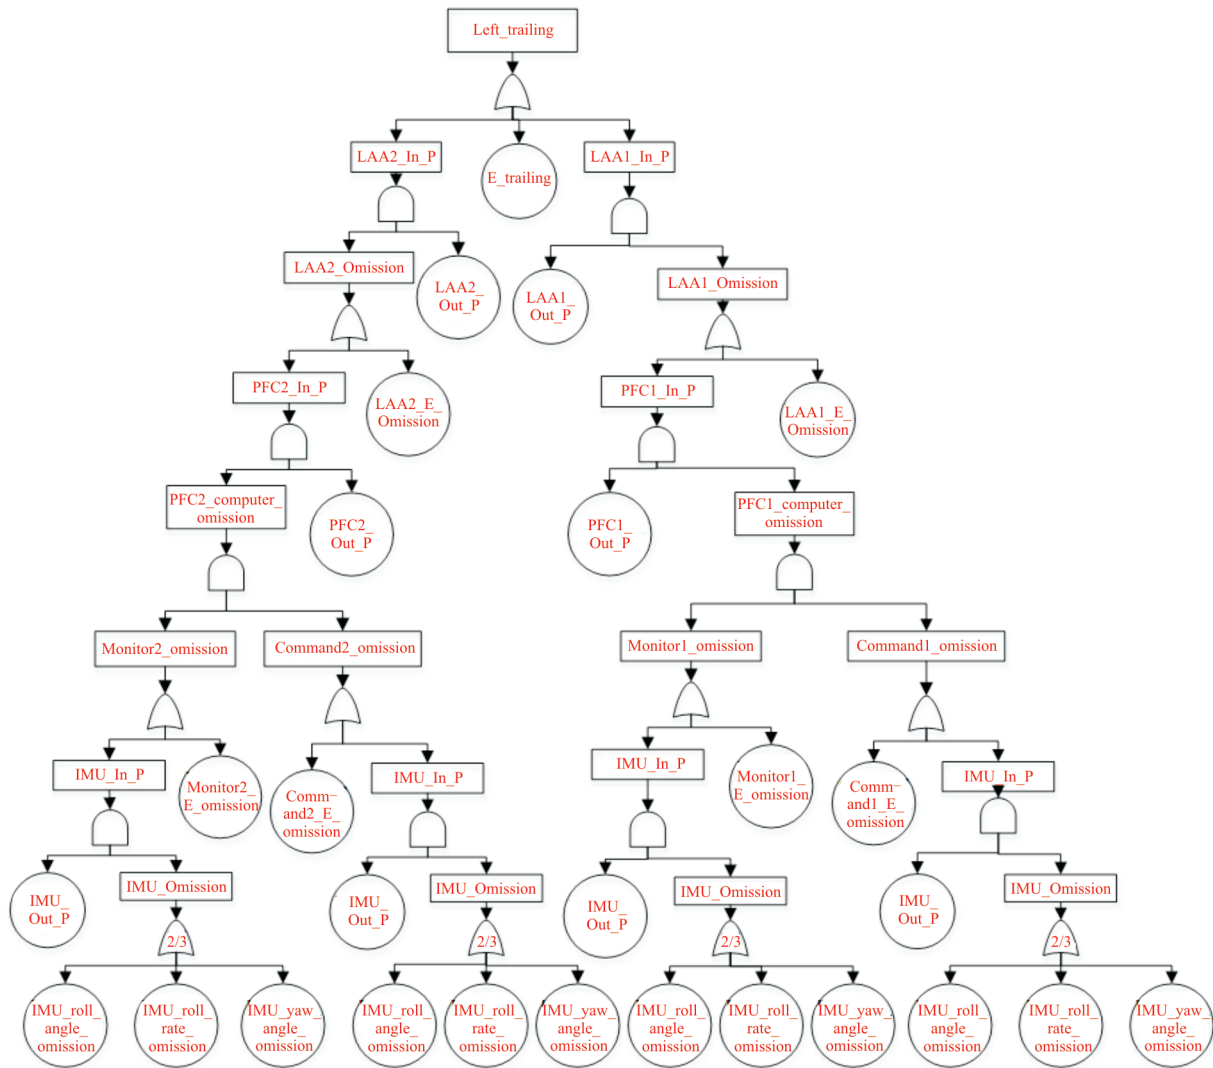 Left_trailing
LAA2_In_P
E_trailing
LAA1_In_P
LAA2_Omission
LAA2_
Out_P
LAA1_
Out_P
LAA1_Omission
PFC2_In_P
LAA2_E_
Omission
PFC1_In_P
LAA1_E_
Omission
PFC2_computer_
omission
PFC2_
Out_P
PFC1_
Out_P
PFC1_computer_
omission
Monitor2_omission
Command2_omission
Monitor1_omission
Command1_omission
IMU_In_P
Monitor2_
E_omission
Comm−
and2_E_
omission
IMU_In_P
IMU_In_P
Monitor1_
E_omission
Comm−
and1_E_
omission
IMU_In_P
IMU_
Out_P
IMU_Omission
IMU_
Out_P
IMU_Omission
IMU_
Out_P
IMU_Omission
IMU_
Out_P
IMU_Omission
2/3
2/3
2/3
2/3
IMU_roll_
angle_
omission
IMU_roll_
rate_
omission
IMU_yaw_
angle_
omission
IMU_roll_
angle_
omission
IMU_roll_
rate_
omission
IMU_yaw_
angle_
omission
IMU_roll_
angle_
omission
IMU_roll_
rate_
omission
IMU_yaw_
angle_
omission
IMU_roll_
angle_
omission
IMU_roll_
rate_
omission
IMU_yaw_
angle_
omission